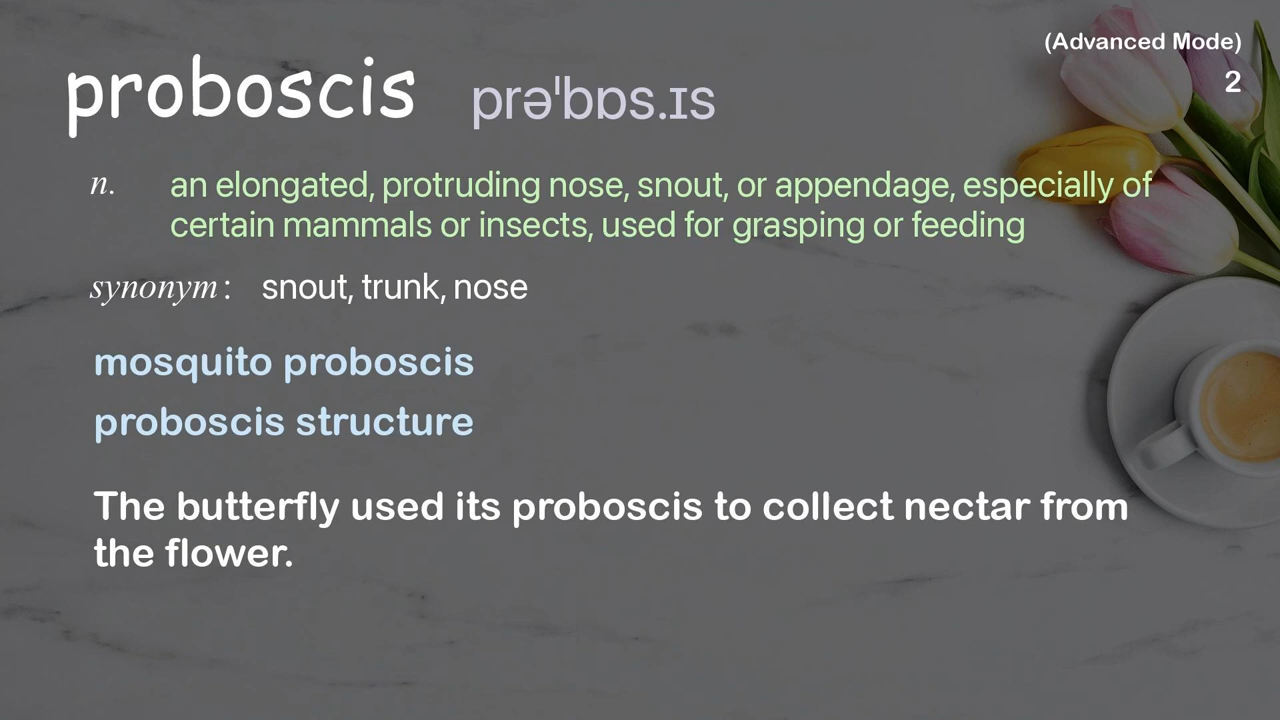 (Advanced Mode)
2
proboscis prəˈbɒs.ɪs
n. an elongated, protruding nose, snout, or appendage, especially of
certain mammals or insects, used for grasping or feeding
synonym: snout, trunk, nose
mosquito proboscis
proboscis structure
The butterfly used its proboscis to collect nectar from
the flower.